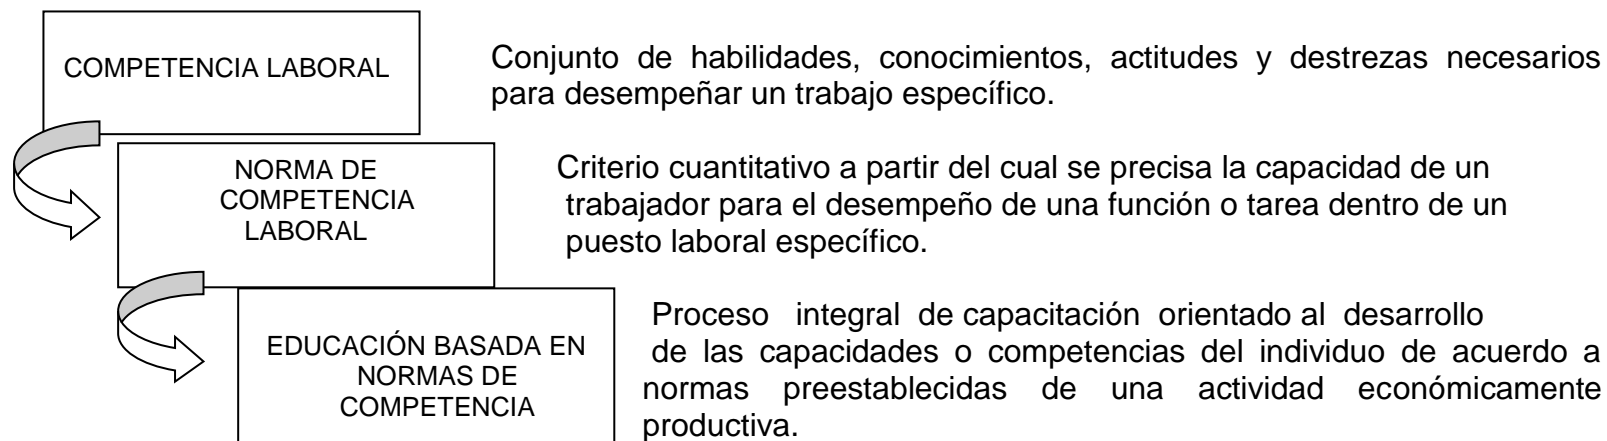 COMPETENCIA LABORAL
Conjunto de habilidades, conocimientos, actitudes y destrezas necesarios
para desempeñar un trabajo específico.
NORMA DE
COMPETENCIA
LABORAL
Criterio cuantitativo a partir del cual se precisa la capacidad de un
trabajador para el desempeño de una función o tarea dentro de un
puesto laboral específico.
EDUCACIÓN BASADA EN
NORMAS DE
COMPETENCIA
Proceso integral de capacitación orientado al desarrollo
de las capacidades o competencias del individuo de acuerdo a
normas preestablecidas de una actividad económicamente
productiva.